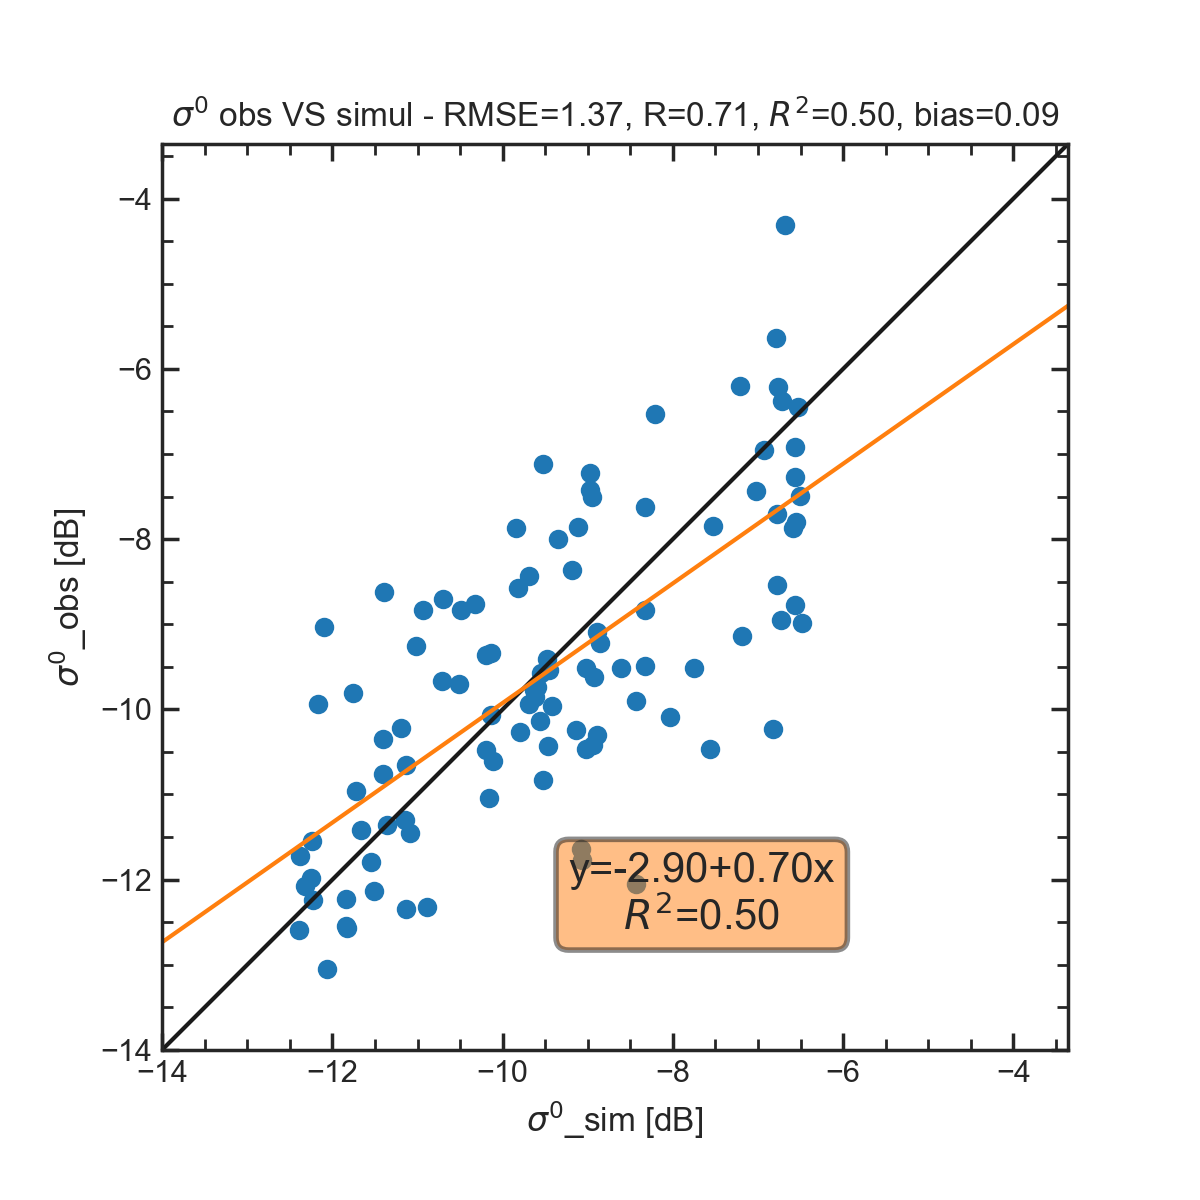 σ⁰ obs VS simul - RMSE=1.37, R=0.71, R²=0.50, bias=0.09
−4
−6
−8
−10
−12
−14
σ⁰_obs [dB]
y=-2.90+0.70x
R²=0.50
−14 −12 −10 −8 −6 −4
σ⁰_sim [dB]